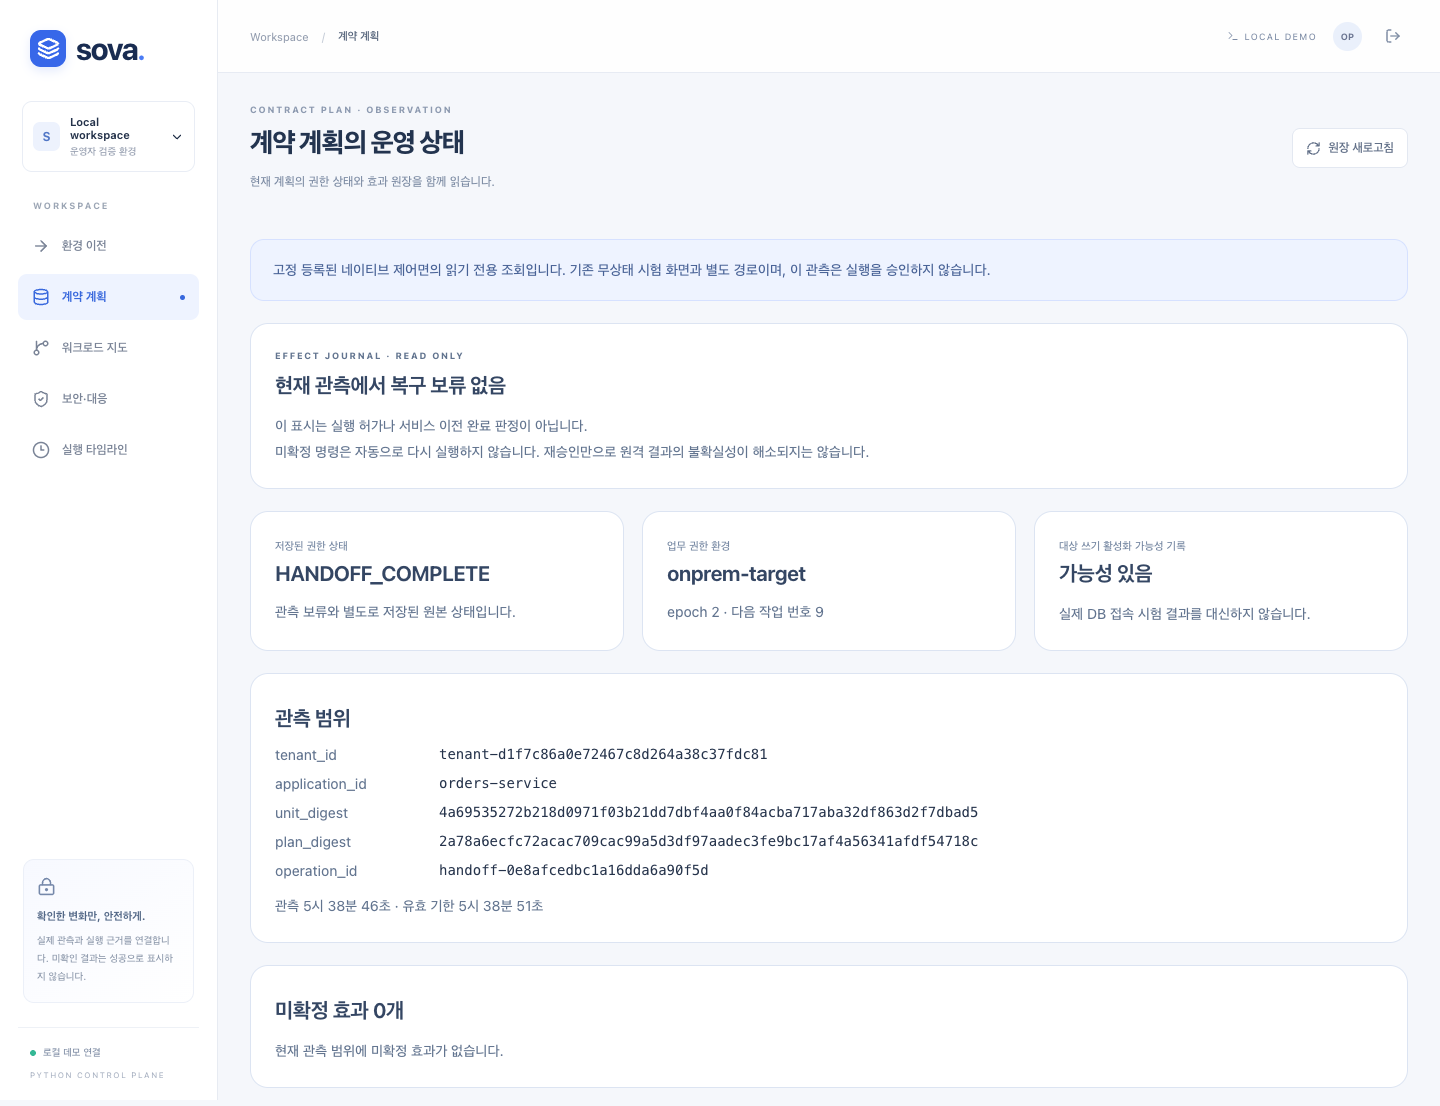 sova.
Local workspace
운영자 검증 환경
S
WORKSPACE
환경 이전
계약 계획
워크로드 지도
보안·대응
실행 타임라인
확인한 변화만, 안전하게.
실제 관측과 실행 근거를 연결합니
다. 미확인 결과는 성공으로 표시하
지 않습니다.
로컬 데모 연결
PYTHON CONTROL PLANE
Workspace / 계약 계획
LOCAL DEMO
OP
CONTRACT PLAN · OBSERVATION
계약 계획의 운영 상태
현재 계획의 권한 상태와 효과 원장을 함께 읽습니다.
원장 새로고침
고정 등록된 네이티브 제어면의 읽기 전용 조회입니다. 기존 무상태 시험 화면과 별도 경로이며, 이 관측은 실행을 승인하지 않습니다.
EFFECT JOURNAL · READ ONLY
현재 관측에서 복구 보류 없음
이 표시는 실행 허가나 서비스 이전 완료 판정이 아닙니다.
미확정 명령은 자동으로 다시 실행하지 않습니다. 재승인만으로 원격 결과의 불확실성이 해소되지는 않습니다.
저장된 권한 상태
HANDOFF_COMPLETE
관측 보류와 별도로 저장된 원본 상태입니다.
업무 권한 환경
onprem-target
epoch 2 · 다음 작업 번호 9
대상 쓰기 활성화 가능성 기록
가능성 있음
실제 DB 접속 시험 결과를 대신하지 않습니다.
관측 범위
tenant_id tenant-d1f7c86a0e72467c8d264a38c37fdc81
application_id orders-service
unit_digest 4a69535272b218d0971f03b21dd7dbf4aa0f84acba717aba32df863d2f7dbad5
plan_digest 2a78a6ecfc72acac709cac99a5d3df97aadec3fe9bc17af4a56341afdf54718c
operation_id handoff-0e8afcedbc1a16dda6a90f5d
관측 5시 38분 46초 · 유효 기한 5시 38분 51초
미확정 효과 0개
현재 관측 범위에 미확정 효과가 없습니다.